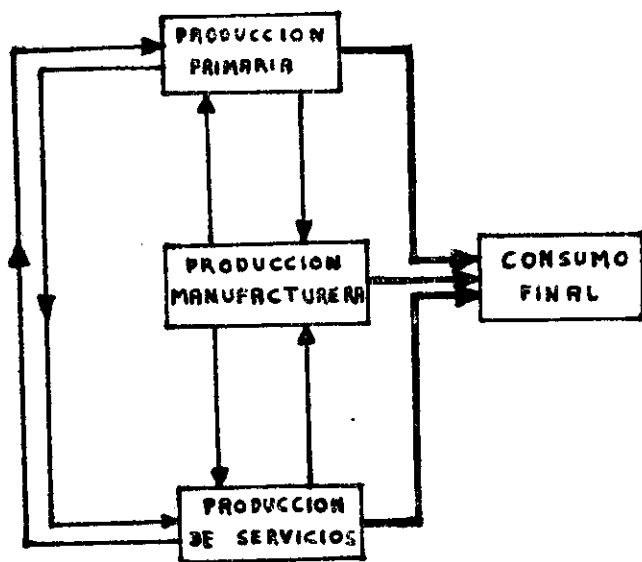 PRODUCCION
PRIMARIA
PRODUCCION
MANUFACTURERA
CONSUMO
FINAL
PRODUCCION
DE SERVICIOS